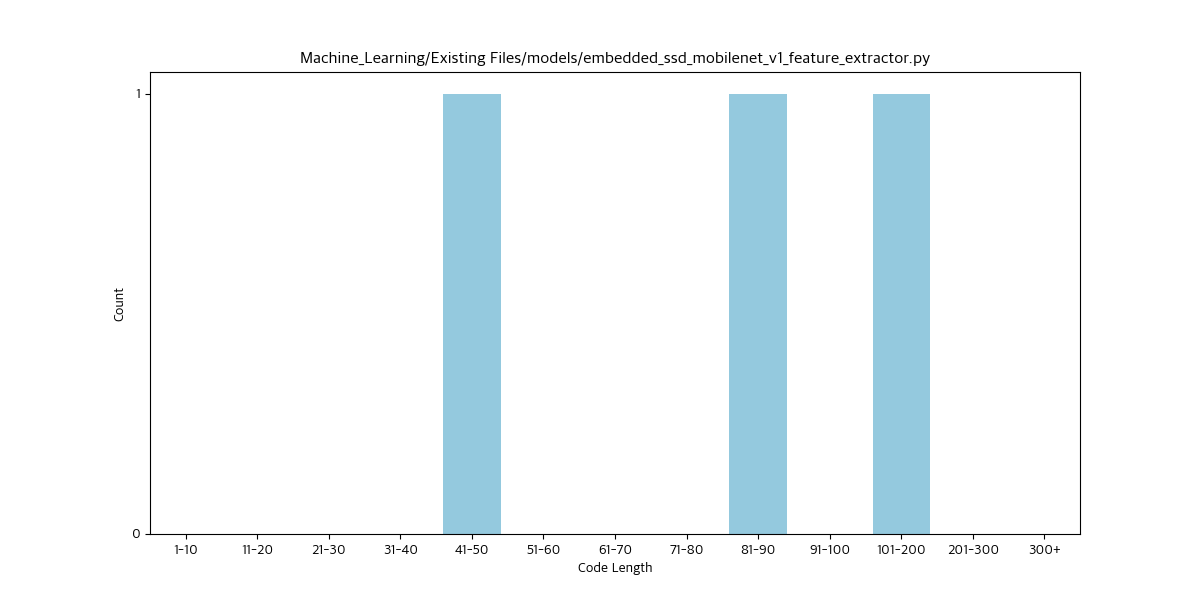 Machine_Learning/Existing Files/models/embedded_ssd_mobilenet_v1_feature_extractor.py
1
Count
0
1-10 11-20 21-30 31-40 41-50 51-60 61-70 71-80 81-90 91-100 101-200 201-300 300+
Code Length